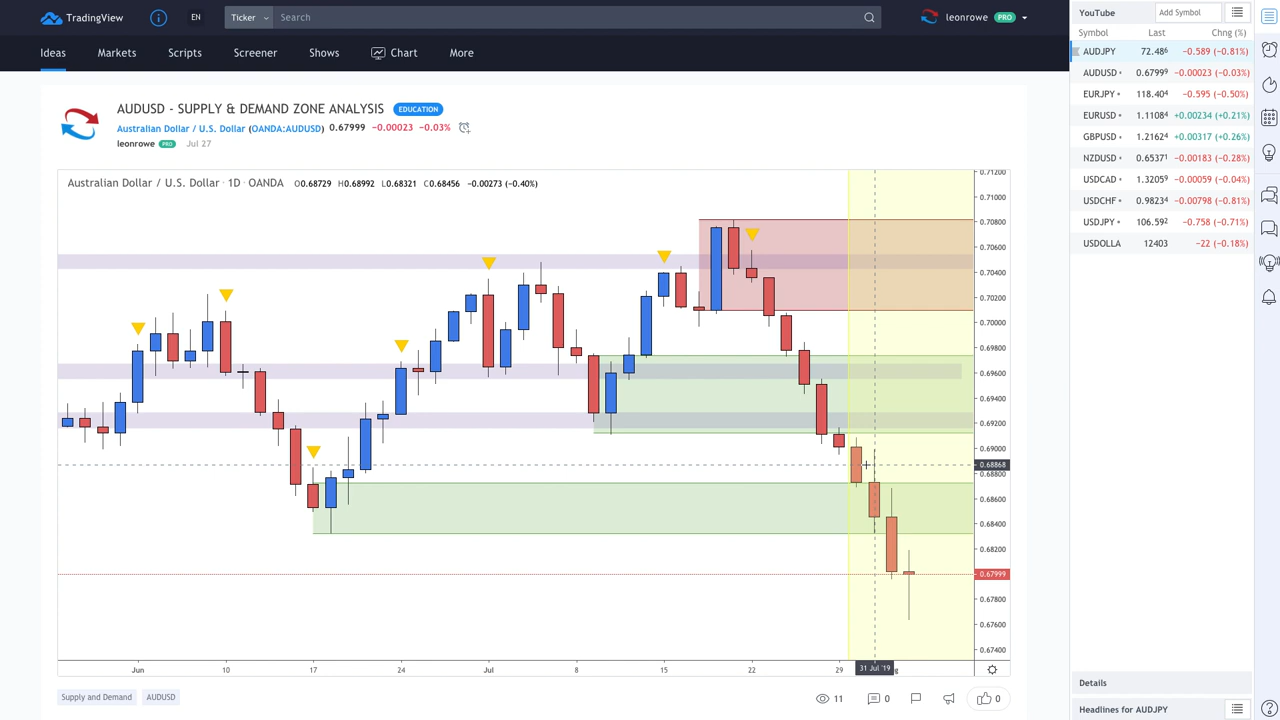 TradingView
EN
Ticker
Search
leonrowe PRO
Ideas
Markets
Scripts
Screener
Shows
Chart
More
AUDUSD - SUPPLY & DEMAND ZONE ANALYSIS EDUCATION
Australian Dollar / U.S. Dollar (OANDA:AUDUSD) 0.67999 −0.00023 −0.03%
leonrowe PRO Jul 27
Australian Dollar / U.S. Dollar · 1D · OANDA O0.68729 H0.68992 L0.68321 C0.68456 −0.00273 (−0.40%)
0.71200
0.71000
0.70800
0.70600
0.70400
0.70200
0.70000
0.69800
0.69600
0.69400
0.69200
0.69000
0.68868
0.68800
0.68600
0.68400
0.68200
0.67999
0.67800
0.67600
0.67400
Jun 10 17 24 Jul 8 15 22 29 31 Jul '19 g
Supply and Demand
AUDUSD
11
0
0
YouTube
Add Symbol
Symbol Last Chng (%)
AUDJPY 72.486 −0.589 (−0.81%)
AUDUSD 0.67999 −0.00023 (−0.03%)
EURJPY 118.404 −0.595 (−0.50%)
EURUSD 1.11084 +0.00234 (+0.21%)
GBPUSD 1.21624 +0.00317 (+0.26%)
NZDUSD 0.65371 −0.00183 (−0.28%)
USDCAD 1.32059 −0.00059 (−0.04%)
USDCHF 0.98234 −0.00798 (−0.81%)
USDJPY 106.592 −0.758 (−0.71%)
USDOLLA 12403 −22 (−0.18%)
Details
Headlines for AUDJPY